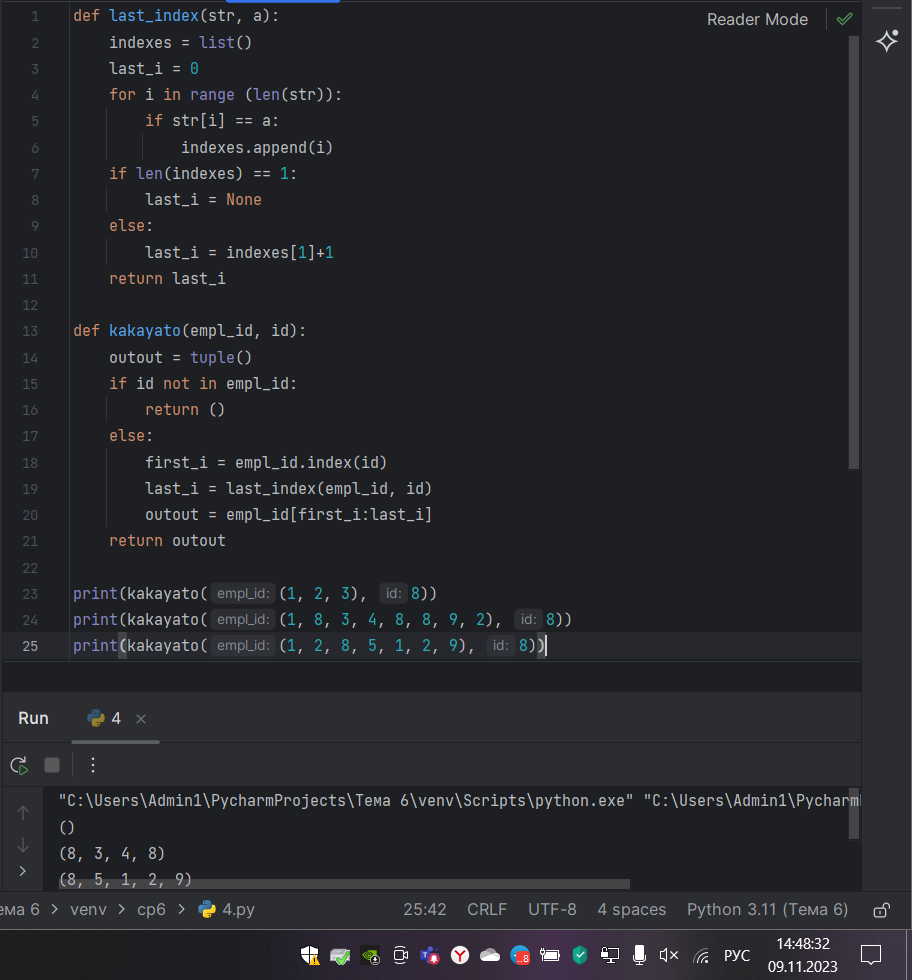 1 def last_index(str, a):
Reader Mode
2     indexes = list()
3     last_i = 0
4     for i in range (len(str)):
5         if str[i] == a:
6             indexes.append(i)
7     if len(indexes) == 1:
8         last_i = None
9     else:
10         last_i = indexes[1]+1
11     return last_i
12
13 def kakayato(empl_id, id):
14     outout = tuple()
15     if id not in empl_id:
16         return ()
17     else:
18         first_i = empl_id.index(id)
19         last_i = last_index(empl_id, id)
20         outout = empl_id[first_i:last_i]
21     return outout
22
23 print(kakayato( empl_id: (1, 2, 3), id: 8))
24 print(kakayato( empl_id: (1, 8, 3, 4, 8, 8, 9, 2), id: 8))
25 print(kakayato( empl_id: (1, 2, 8, 5, 1, 2, 9), id: 8))
Run 4
"C:\Users\Admin1\PycharmProjects\Тема 6\venv\Scripts\python.exe" "C:\Users\Admin1\Pycharm
()
(8, 3, 4, 8)
(8, 5, 1, 2, 9)
ема 6 > venv > cp6 > 4.py 25:42 CRLF UTF-8 4 spaces Python 3.11 (Тема 6)
..8 РУС 14:48:32
09.11.2023